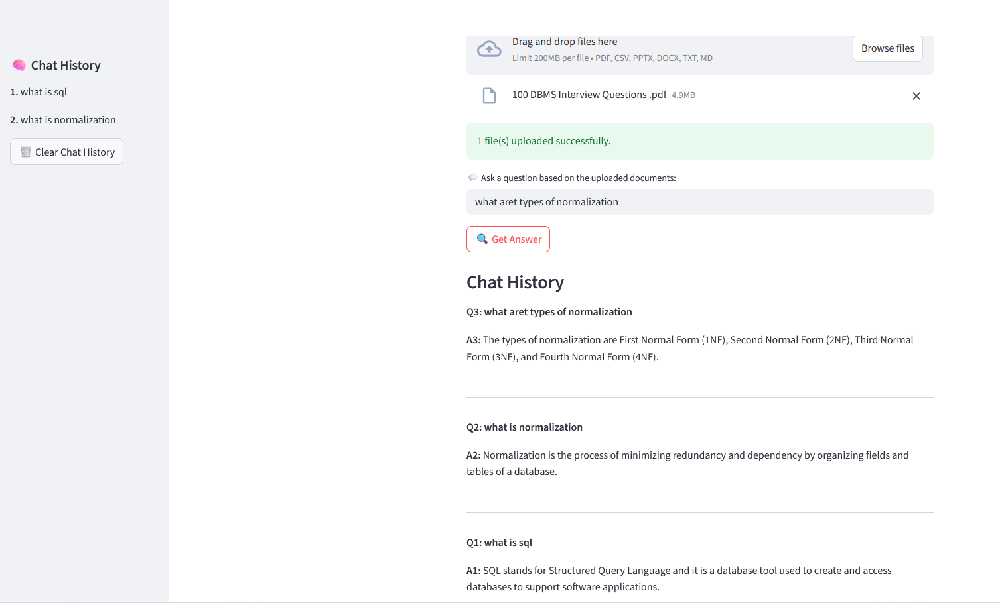 Chat History
1. what is sql
2. what is normalization
Clear Chat History
Drag and drop files here
Limit 200MB per file • PDF, CSV, PPTX, DOCX, TXT, MD
Browse files
100 DBMS Interview Questions .pdf 4.9MB
1 file(s) uploaded successfully.
Ask a question based on the uploaded documents:
what aret types of normalization
Get Answer
Chat History
Q3: what aret types of normalization
A3: The types of normalization are First Normal Form (1NF), Second Normal Form (2NF), Third Normal
Form (3NF), and Fourth Normal Form (4NF).
Q2: what is normalization
A2: Normalization is the process of minimizing redundancy and dependency by organizing fields and
tables of a database.
Q1: what is sql
A1: SQL stands for Structured Query Language and it is a database tool used to create and access
databases to support software applications.